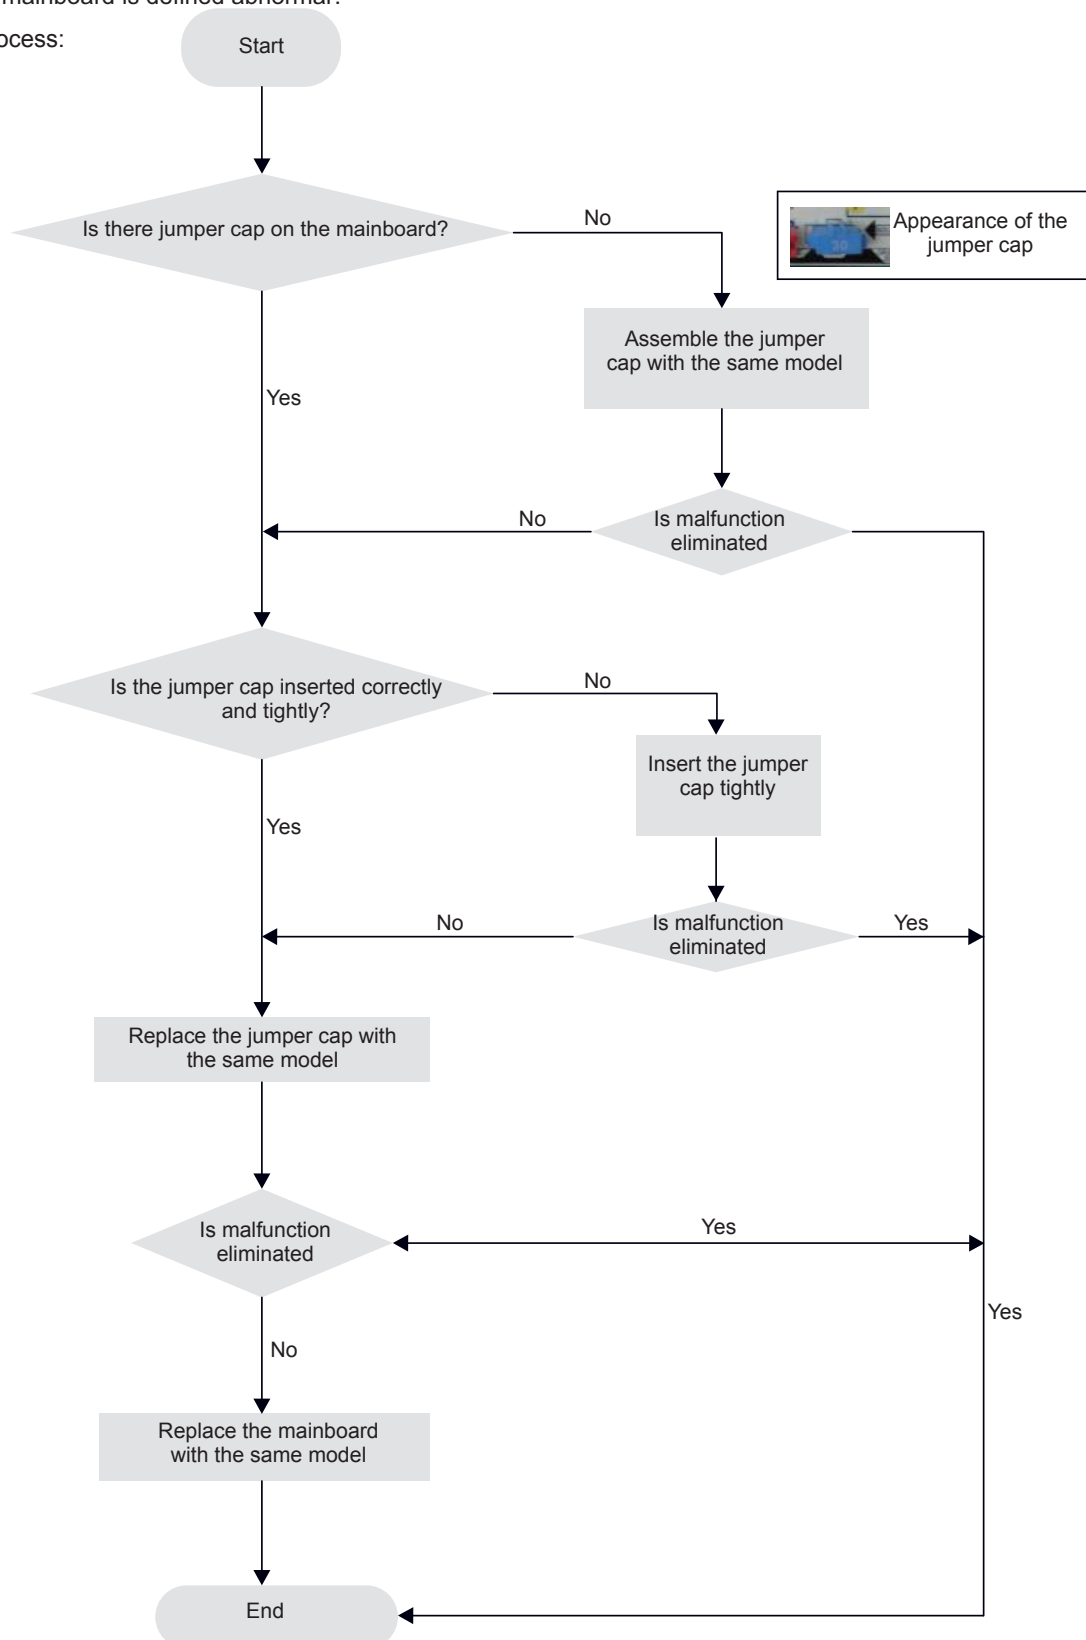 mainboard is defined abnormal.
ocess:
Start
Is there jumper cap on the mainboard?
No
Appearance of the
jumper cap
30
Assemble the jumper
cap with the same model
Yes
No
Is malfunction
eliminated
Is the jumper cap inserted correctly
and tightly?
No
Insert the jumper
cap tightly
Yes
No
Is malfunction
eliminated
Yes
Replace the jumper cap with
the same model
Is malfunction
eliminated
Yes
Yes
No
Replace the mainboard
with the same model
End